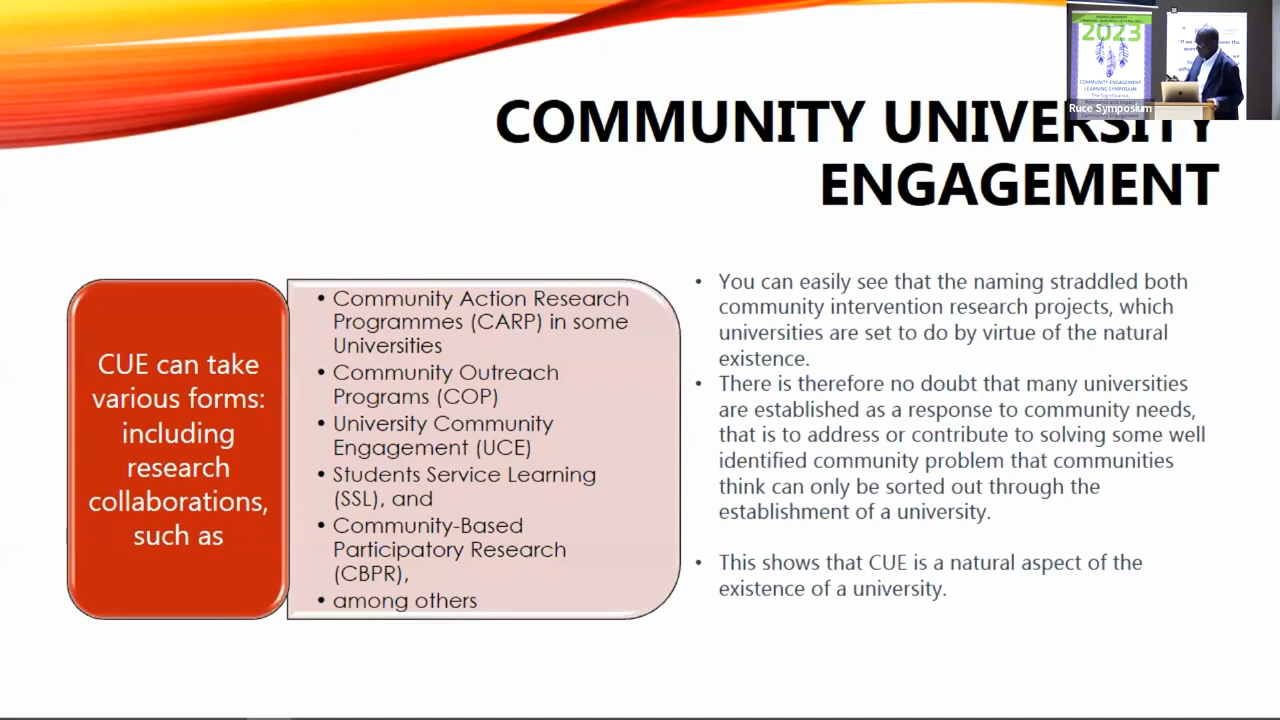 COMMUNITY UNIVERSITY
ENGAGEMENT
2023
COMMUNITY ENGAGEMENT
LEARNING SYMPOSIUM
The Significance,
Ruce Symposium
CUE can take
various forms:
including
research
collaborations,
such as
• Community Action Research
Programmes (CARP) in some
Universities
• Community Outreach
Programs (COP)
• University Community
Engagement (UCE)
• Students Service Learning
(SSL), and
• Community-Based
Participatory Research
(CBPR),
• among others
• You can easily see that the naming straddled both
community intervention research projects, which
universities are set to do by virtue of the natural
existence.
• There is therefore no doubt that many universities
are established as a response to community needs,
that is to address or contribute to solving some well
identified community problem that communities
think can only be sorted out through the
establishment of a university.
• This shows that CUE is a natural aspect of the
existence of a university.